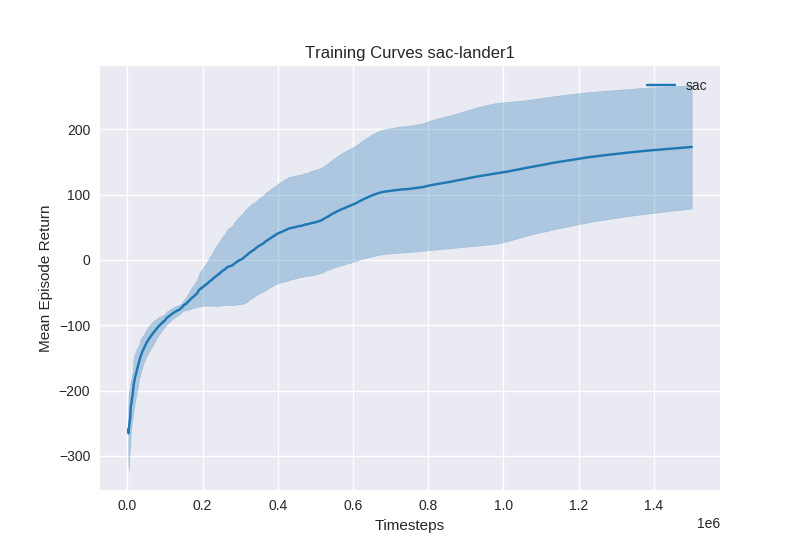 Training Curves sac-lander1
sac
200
100
0
−100
−200
−300
Mean Episode Return
0.0 0.2 0.4 0.6 0.8 1.0 1.2 1.4
1e6
Timesteps